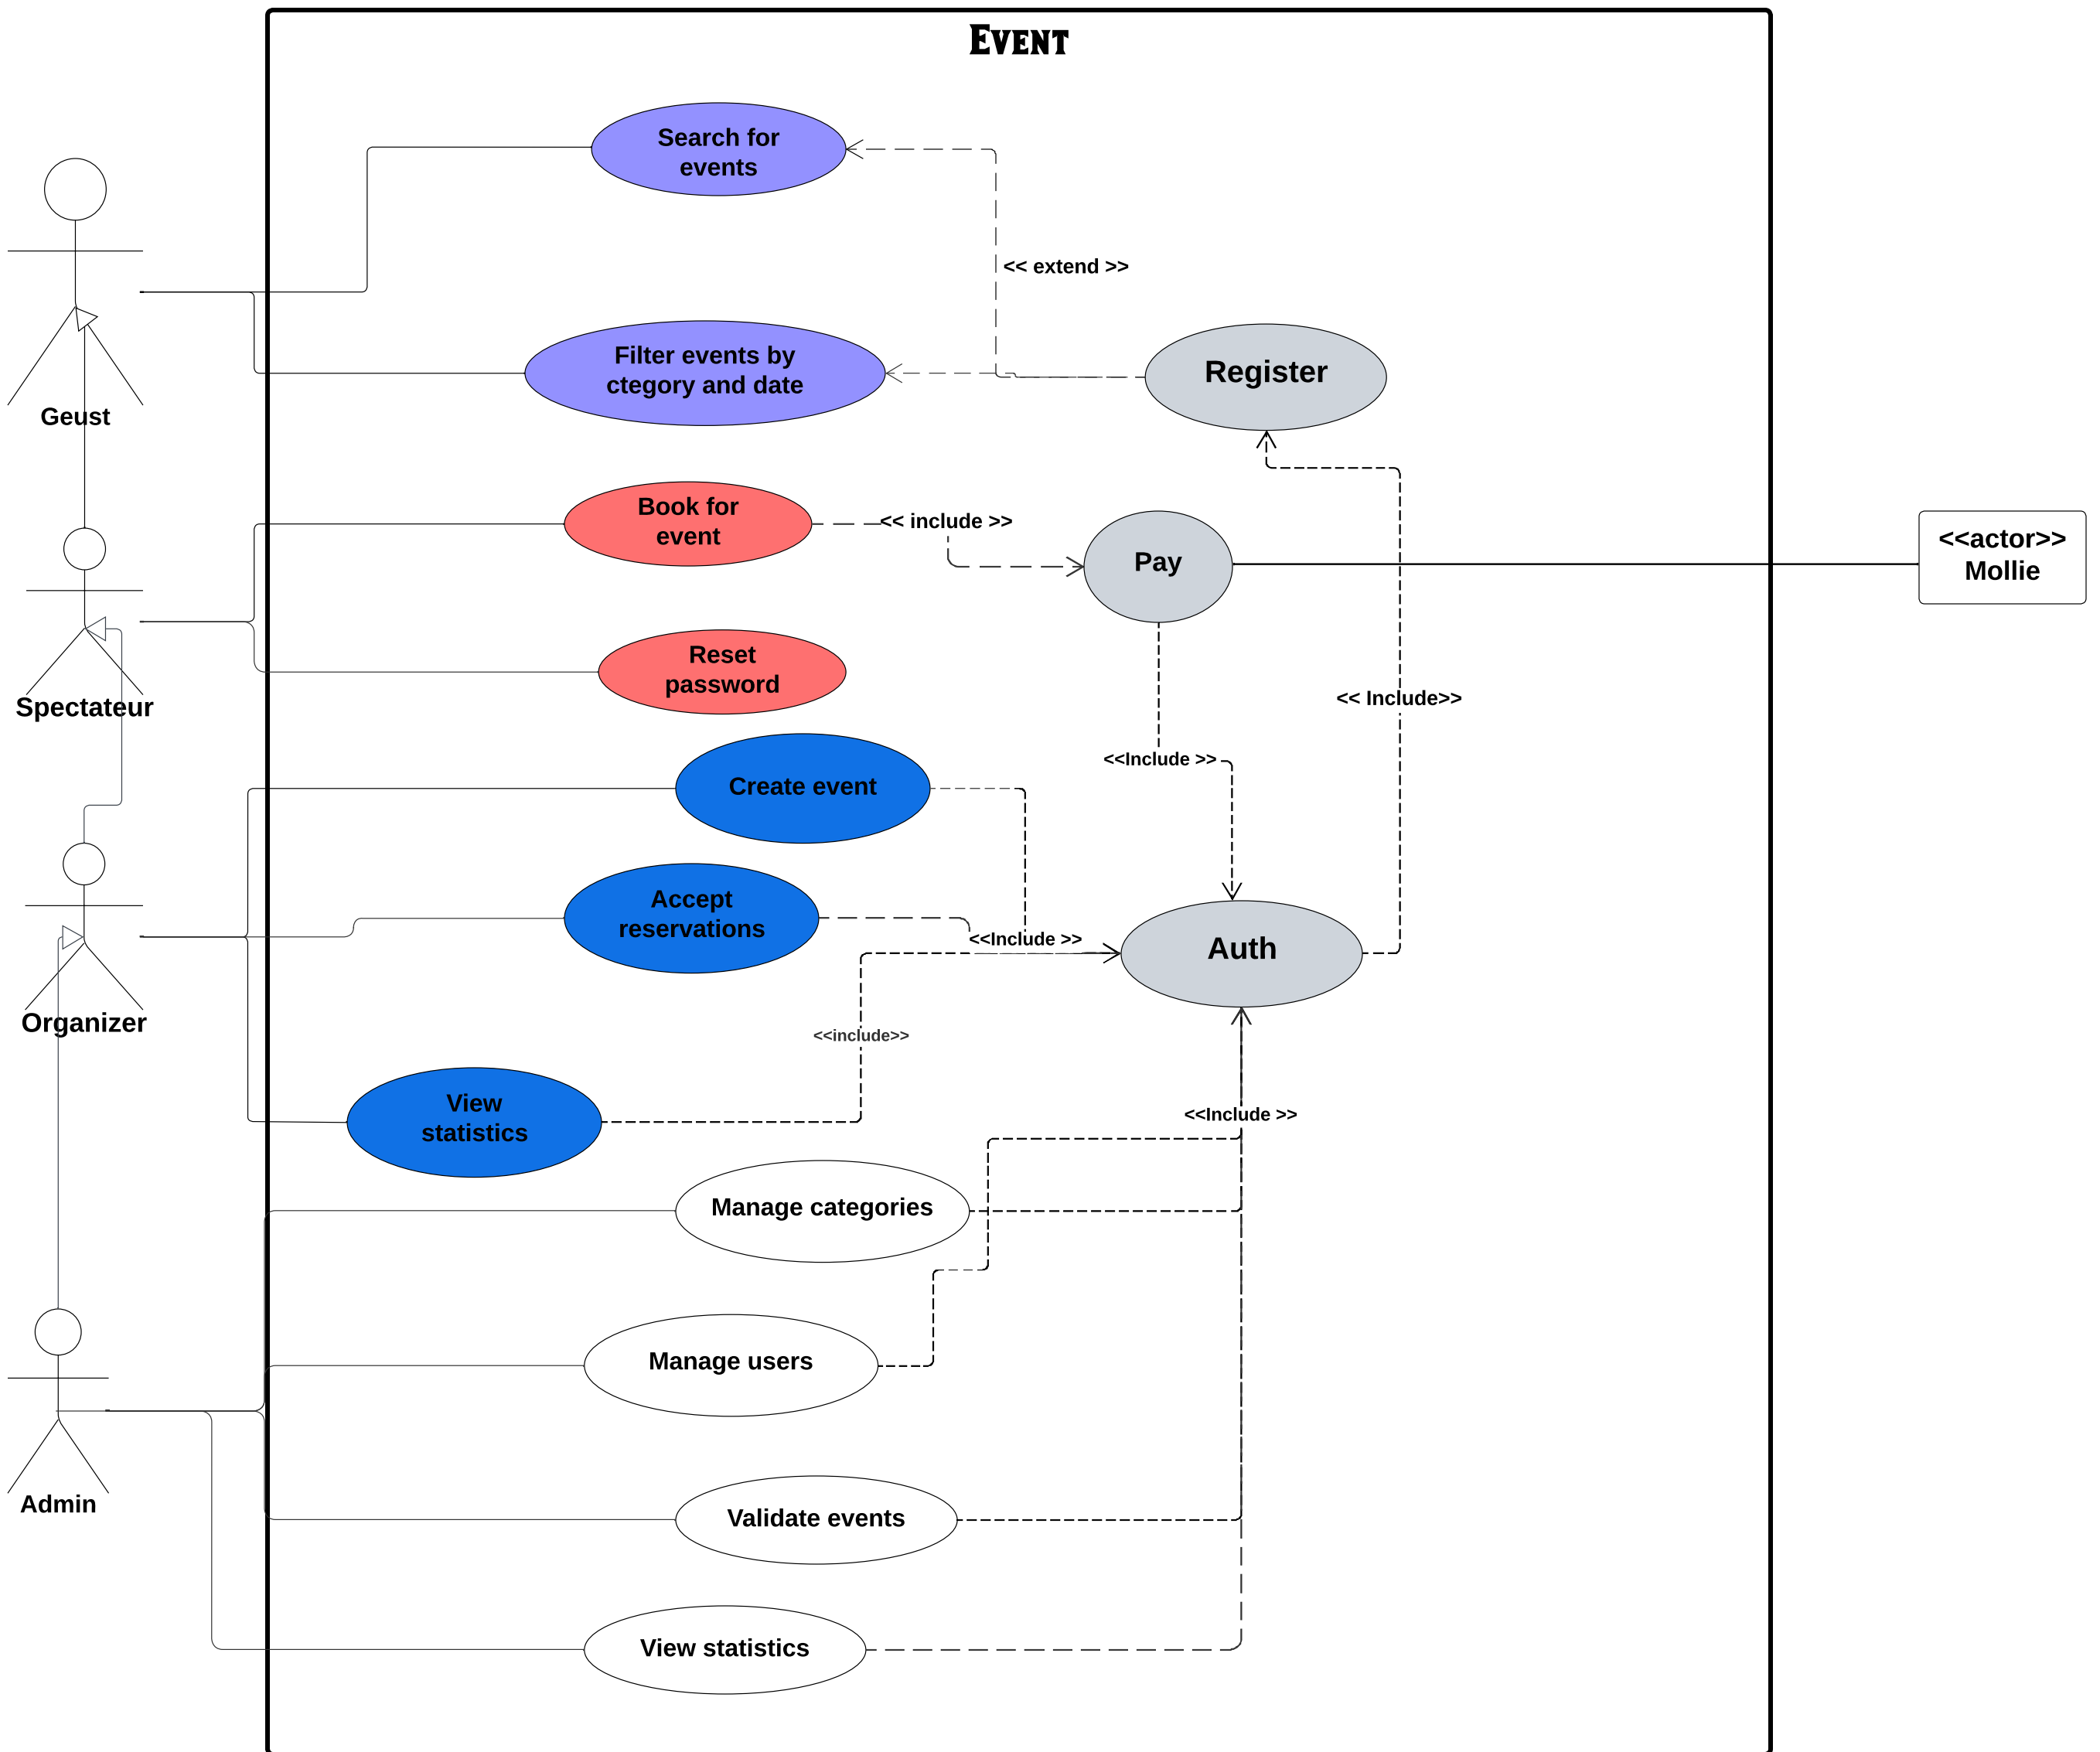 EVENT
Search for
events
<< extend >>
Filter events by
ctegory and date
Register
Geust
Book for
event
<< include >>
Pay
<<actor>>
Mollie
Reset
password
Spectateur
<< Include>>
<<Include >>
Create event
Accept
reservations
<<Include >>
Auth
Organizer
<<include>>
View
statistics
<<Include >>
Manage categories
Manage users
Admin
Validate events
View statistics